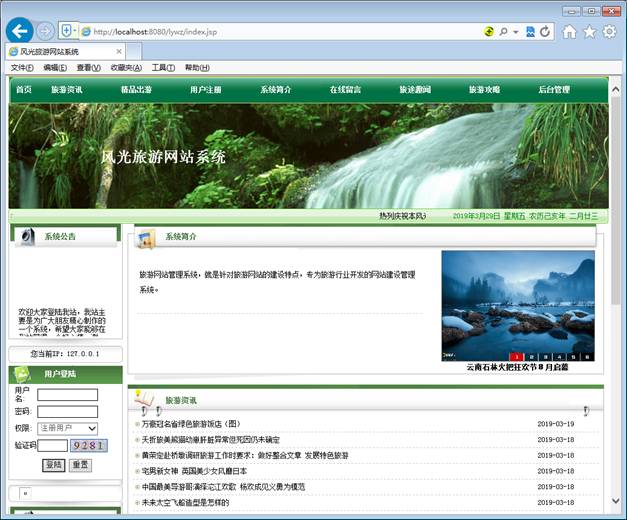 http://localhost:8080/lywz/index.jsp
风光旅游网站系统
文件(F) 编辑(E) 查看(V) 收藏夹(A) 工具(T) 帮助(H)
首页 旅游资讯 精品出游 用户注册 系统简介 在线留言 旅途趣闻 旅游攻略 后台管理
风光旅游网站系统
热烈庆祝本风 2019年3月29日 星期五 农历己亥年 二月廿三
系统公告
欢迎大家登陆我站，我站主
要是为广大朋友精心制作的
一个系统，希望大家能够在
您当前IP：127.0.0.1
用户登陆
用户名:
密码:
权限: 注册用户
验证码 9281
登陆 重置
系统简介
旅游网站管理系统，就是针对旅游网站的建设特点，专为旅游行业开发的网站建设管理
系统。
1 2 3 4 5 6
云南石林火把狂欢节8月启幕
旅游资讯
万豪冠名省绿色旅游饭店（图） 2019-03-19
夭折旅美熊猫幼崽肝脏异常但死因仍未确定 2019-03-18
黄荣定赴桥墩调研旅游工作时要求：做好整合文章 发展特色旅游 2019-03-18
宅男新女神 英国美少女风靡日本 2019-03-18
中国最美导游哥演绎沱江欢歌 杨欢成见义勇为模范 2019-03-18
未来太空飞船造型是怎样的 2019-03-18